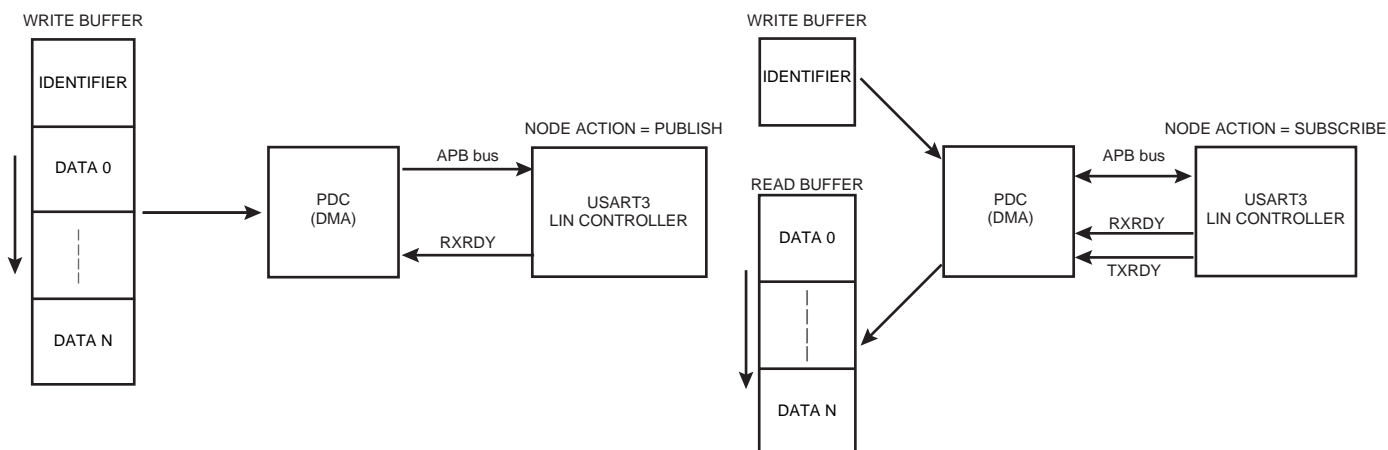 WRITE BUFFER
IDENTIFIER
DATA 0
DATA N
PDC
(DMA)
APB bus
RXRDY
NODE ACTION = PUBLISH
USART3
LIN CONTROLLER
WRITE BUFFER
IDENTIFIER
READ BUFFER
DATA 0
DATA N
PDC
(DMA)
APB bus
RXRDY
TXRDY
NODE ACTION = SUBSCRIBE
USART3
LIN CONTROLLER